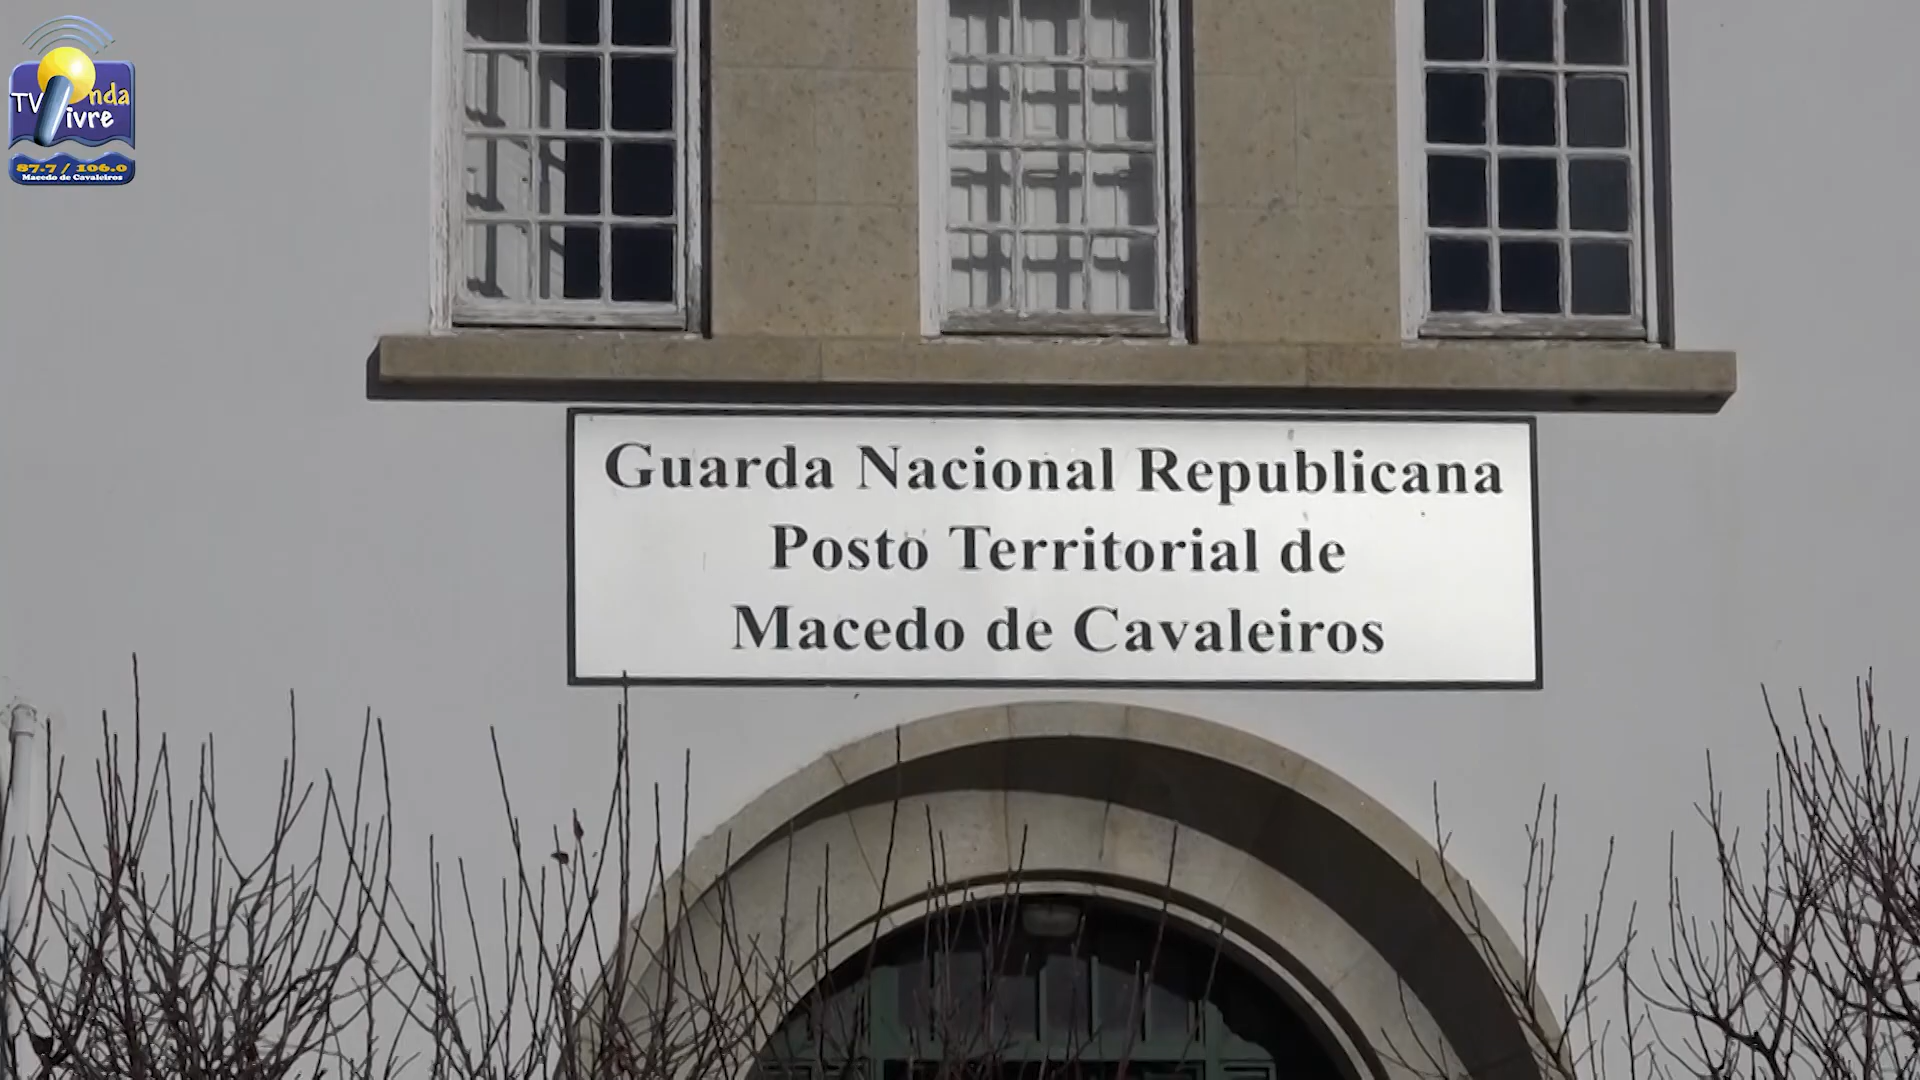 TV Onda
Livre
87.7 / 106.0
Macedo de Cavaleiros
Guarda Nacional Republicana
Posto Territorial de
Macedo de Cavaleiros